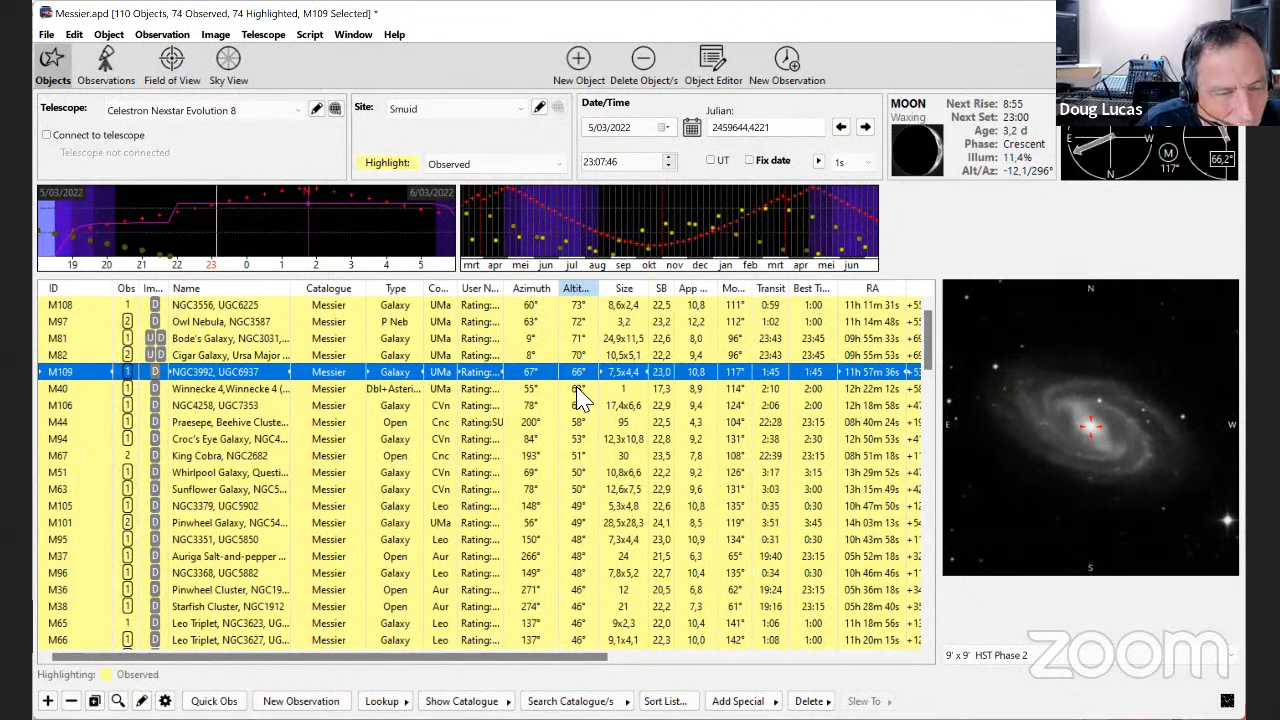 Messier.apd [110 Objects, 74 Observed, 74 Highlighted, M109 Selected] *
File Edit Object Observation Image Telescope Script Window Help
Objects Observations Field of View Sky View New Object Delete Object/s Object Editor New Observation
Doug Lucas
Telescope: Celestron Nexstar Evolution 8
Connect to telescope
Telescope not connected
Site: Smuid
Highlight: Observed
Date/Time
Julian:
5/03/2022 2459644,4221
23:07:46 UT Fix date 1s
MOON
Waxing
Next Rise: 8:55
Next Set: 23:00
Age: 3,2 d
Phase: Crescent
Illum: 11,4%
Alt/Az: -12,1/296°
E W N
M
117°
66,2°
5/03/2022 N 6/03/2022
19 20 21 22 23 0 1 2 3 4 5
mrt apr mei jun jul aug sep okt nov dec jan feb mrt apr mei jun
ID Obs Im... Name Catalogue Type Co... User N... Azimuth Altit... Size SB App ... Mo... Transit Best Ti... RA
M108 1 D NGC3556, UGC6225 Messier Galaxy UMa Rating:... 60° 73° 8,6x2,4 22,5 10,8 111° 0:59 1:00 11h 11m 31s +55
M97 2 D Owl Nebula, NGC3587 Messier P Neb UMa Rating:... 63° 72° 3,2 23,2 12,2 112° 1:02 1:00 11h 14m 48s +55
M81 1 U D Bode's Galaxy, NGC3031,... Messier Galaxy UMa Rating:... 9° 71° 24,9x11,5 22,6 8,0 96° 23:43 23:45 09h 55m 33s +69
M82 2 U D Cigar Galaxy, Ursa Major ... Messier Galaxy UMa Rating:... 8° 70° 10,5x5,1 22,2 9,4 96° 23:43 23:45 09h 55m 53s +69
M109 1 D NGC3992, UGC6937 Messier Galaxy UMa Rating:... 67° 66° 7,5x4,4 23,0 10,8 117° 1:45 1:45 11h 57m 36s
M40 1 D Winnecke 4,Winnecke 4 (... Messier Dbl+Asteri... UMa Rating:... 55° 1 17,3 8,9 114° 2:10 2:00
M106 1 D NGC4258, UGC7353 Messier Galaxy CVn Rating:... 78° 17,4x6,6 22,9 9,4 124° 2:06 2:00 12h 18m 58s
M44 1 D Praesepe, Beehive Cluste... Messier Open Cnc Rating:SU 200° 58° 95 4,3 104° 22:28 23:15 08h 40m 24s
M94 1 D Croc's Eye Galaxy, NGC4... Messier Galaxy CVn Rating:... 84° 53° 12,3x10,8 22,8 9,2 131° 2:38 2:30 12h 50m 53s
M67 2 D King Cobra, NGC2682 Messier Open Cnc Rating:... 193° 51° 30 23,5 7,8 107° 22:39 23:15 08h 51m 18s
M51 1 D Whirlpool Galaxy, Questi... Messier Galaxy CVn Rating:... 69° 50° 10,8x6,6 22,2 9,2 126° 3:17 3:15 13h 29m 52s +47
M63 1 D Sunflower Galaxy, NGC5... Messier Galaxy CVn Rating:... 78° 50° 12,6x7,5 22,9 9,6 131° 3:03 3:00 13h 15m 49s
M105 1 D NGC3379, UGC5902 Messier Galaxy Leo Rating:... 148° 49° 5,3x4,8 22,8 10,6 135° 0:35 0:30 10h 47m 50s
M101 2 D Pinwheel Galaxy, NGC54... Messier Galaxy UMa Rating:... 56° 49° 28,5x28,3 24,1 8,5 119° 3:51 3:45 14h 03m 13s +54
M95 1 D NGC3351, UGC5850 Messier Galaxy Leo Rating:... 150° 48° 7,3x4,4 23,0 10,9 134° 0:31 0:30 10h 43m 58s
M37 1 D Auriga Salt-and-pepper ... Messier Open Aur Rating:... 266° 48° 24 21,5 6,3 65° 19:40 23:15 05h 52m 18s
M96 1 D NGC3368, UGC5882 Messier Galaxy Leo Rating:... 149° 48° 7,8x5,2 22,9 10,0 135° 0:34 0:30 10h 46m 46s
M36 1 D Pinwheel Cluster, NGC19... Messier Open Aur Rating:... 271° 46° 12 20,5 6,8 62° 19:24 23:15 05h 36m 18s +34
M38 1 D Starfish Cluster, NGC1912 Messier Open Aur Rating:... 274° 46° 21 22,2 7,3 61° 19:16 23:15 05h 28m 40s
M65 1 D Leo Triplet, NGC3623, UG... Messier Galaxy Leo Rating:... 137° 46° 9x2,3 22,4 10,4 141° 1:06 1:00 11h 18m 56s
M66 1 D Leo Triplet, NGC3627, UG... Messier Galaxy Leo Rating:... 137° 46° 9,1x4,1 22,3 10,0 142° 1:08 1:00 11h 20m 15s
N
E W
S
9' x 9' HST Phase 2
zoom
Highlighting: Observed
Quick Obs New Observation Lookup Show Catalogue Search Catalogue/s Sort List... Add Special Delete Slew To